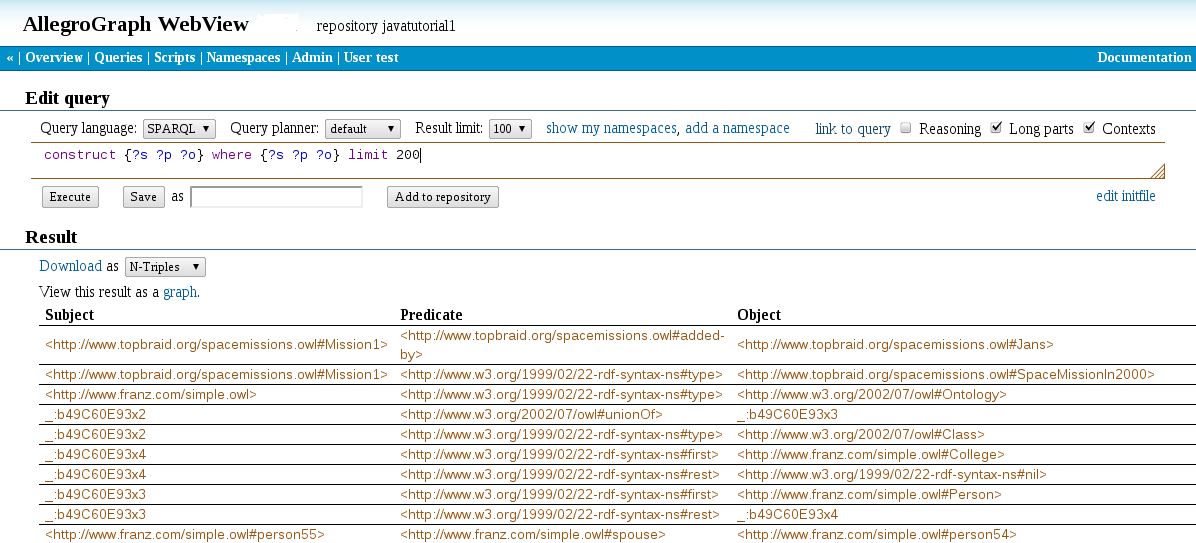 AllegroGraph WebView repository javatutorial1
« | Overview | Queries | Scripts | Namespaces | Admin | User test Documentation
Edit query
Query language: SPARQL Query planner: default Result limit: 100 show my namespaces, add a namespace link to query Reasoning Long parts Contexts
construct {?s ?p ?o} where {?s ?p ?o} limit 200
Execute Save as Add to repository edit initfile
Result
Download as N-Triples
View this result as a graph.
Subject Predicate Object
<http://www.topbraid.org/spacemissions.owl#Mission1> <http://www.topbraid.org/spacemissions.owl#added-by> <http://www.topbraid.org/spacemissions.owl#Jans>
<http://www.topbraid.org/spacemissions.owl#Mission1> <http://www.w3.org/1999/02/22-rdf-syntax-ns#type> <http://www.topbraid.org/spacemissions.owl#SpaceMissionIn2000>
<http://www.franz.com/simple.owl> <http://www.w3.org/1999/02/22-rdf-syntax-ns#type> <http://www.w3.org/2002/07/owl#Ontology>
_:b49C60E93x2 <http://www.w3.org/2002/07/owl#unionOf> _:b49C60E93x3
_:b49C60E93x2 <http://www.w3.org/1999/02/22-rdf-syntax-ns#type> <http://www.w3.org/2002/07/owl#Class>
_:b49C60E93x4 <http://www.w3.org/1999/02/22-rdf-syntax-ns#first> <http://www.franz.com/simple.owl#College>
_:b49C60E93x4 <http://www.w3.org/1999/02/22-rdf-syntax-ns#rest> <http://www.w3.org/1999/02/22-rdf-syntax-ns#nil>
_:b49C60E93x3 <http://www.w3.org/1999/02/22-rdf-syntax-ns#first> <http://www.franz.com/simple.owl#Person>
_:b49C60E93x3 <http://www.w3.org/1999/02/22-rdf-syntax-ns#rest> _:b49C60E93x4
<http://www.franz.com/simple.owl#person55> <http://www.franz.com/simple.owl#spouse> <http://www.franz.com/simple.owl#person54>